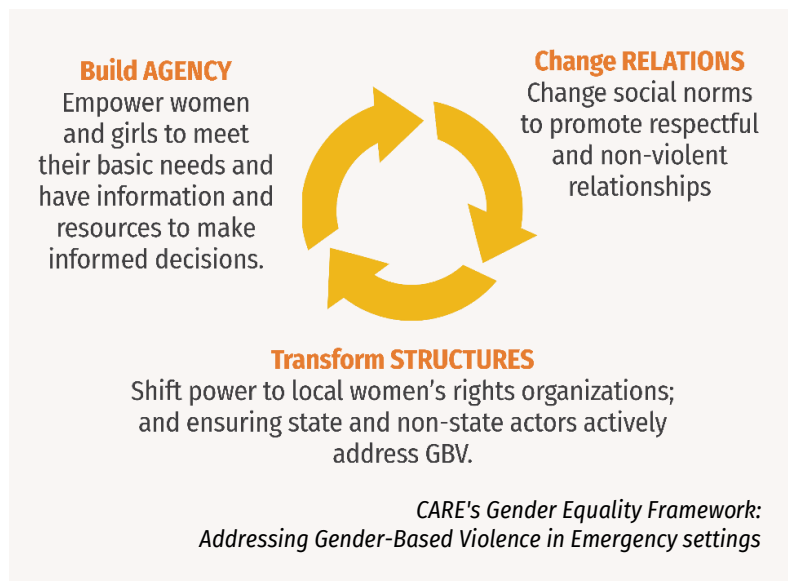 Build AGENCY
Empower women
and girls to meet
their basic needs and
have information and
resources to make
informed decisions.
Change RELATIONS
Change social norms
to promote respectful
and non-violent
relationships
Transform STRUCTURES
Shift power to local women’s rights organizations;
and ensuring state and non-state actors actively
address GBV.
CARE's Gender Equality Framework:
Addressing Gender-Based Violence in Emergency settings